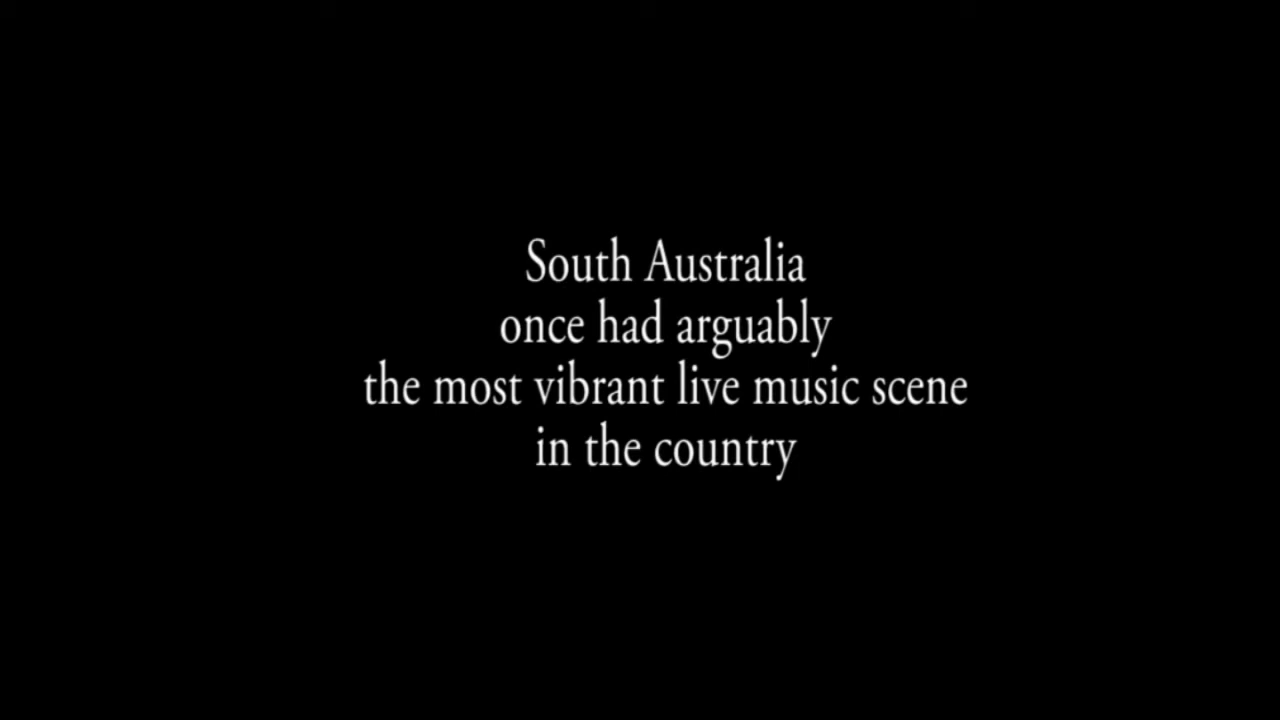 South Australia
once had arguably
the most vibrant live music scene
in the country